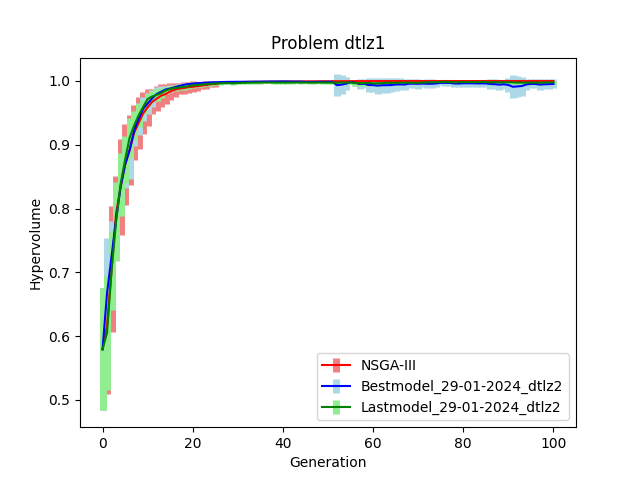 Problem dtlz1
1.0
0.9
0.8
0.7
0.6
0.5
Hypervolume
NSGA-III
Bestmodel_29-01-2024_dtlz2
Lastmodel_29-01-2024_dtlz2
0 20 40 60 80 100
Generation